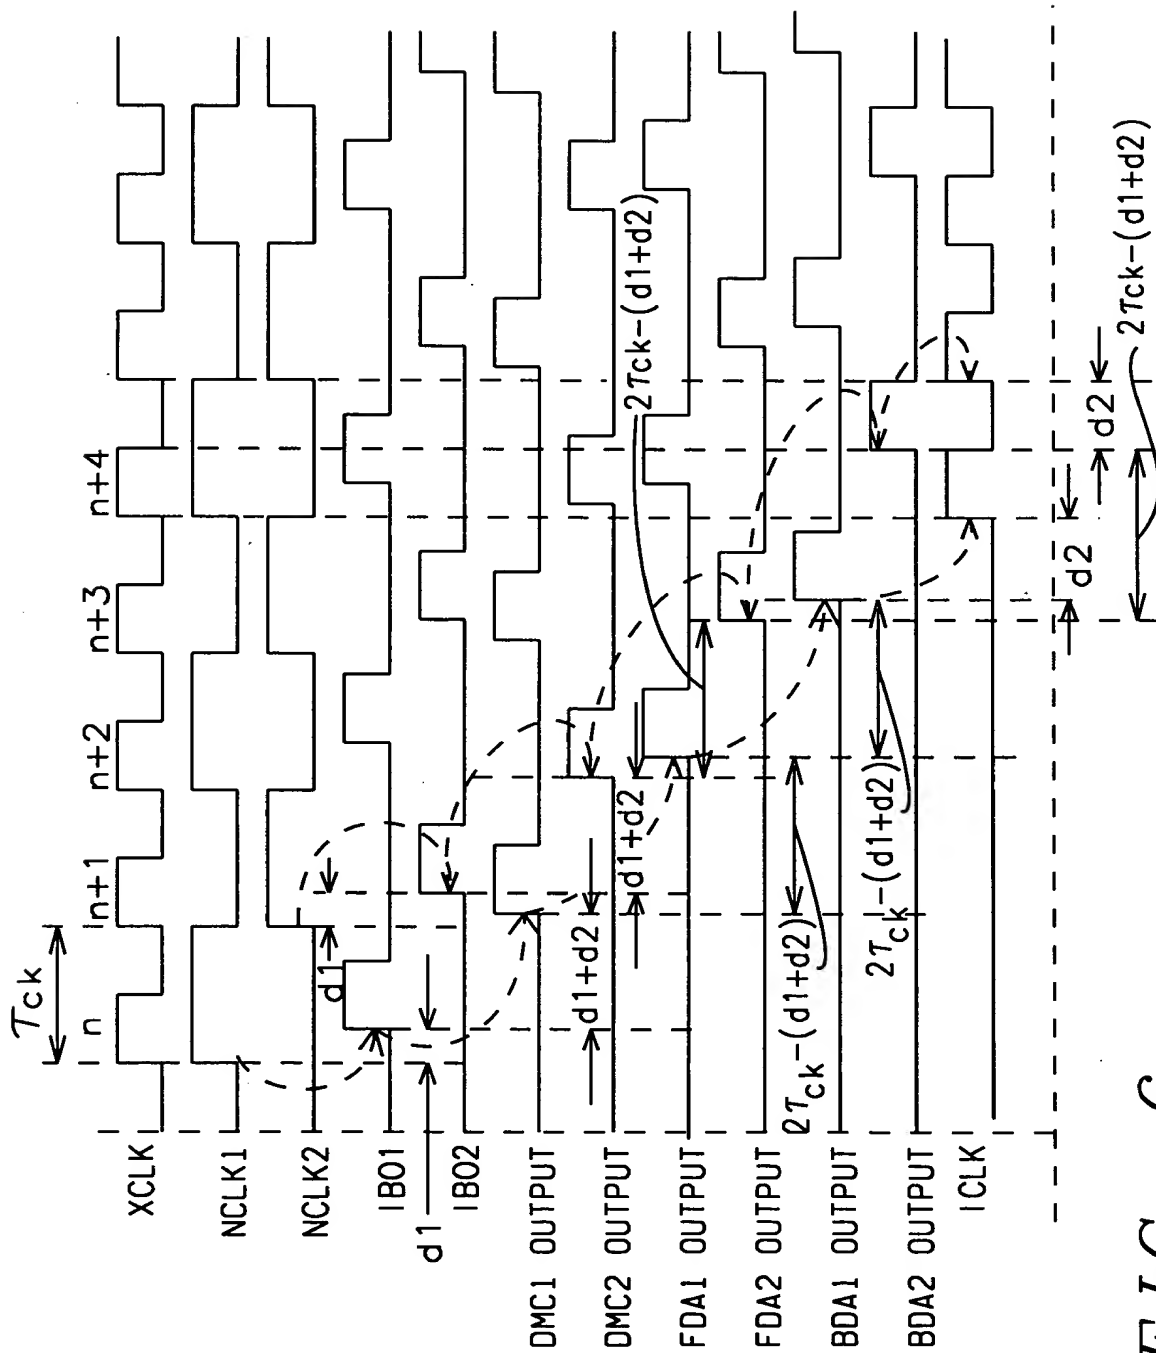 τck
n
n+1
n+2
n+3
n+4
XCLK
NCLK1
NCLK2
IBO1
IBO2
DMC1 OUTPUT
DMC2 OUTPUT
FDA1 OUTPUT
FDA2 OUTPUT
BDA1 OUTPUT
BDA2 OUTPUT
ICLK
d1
d1
d1+d2
d1+d2
2τck-(d1+d2)
2τck-(d1+d2)
2τck-(d1+d2)
d2
d2
2τck-(d1+d2)
FIG.